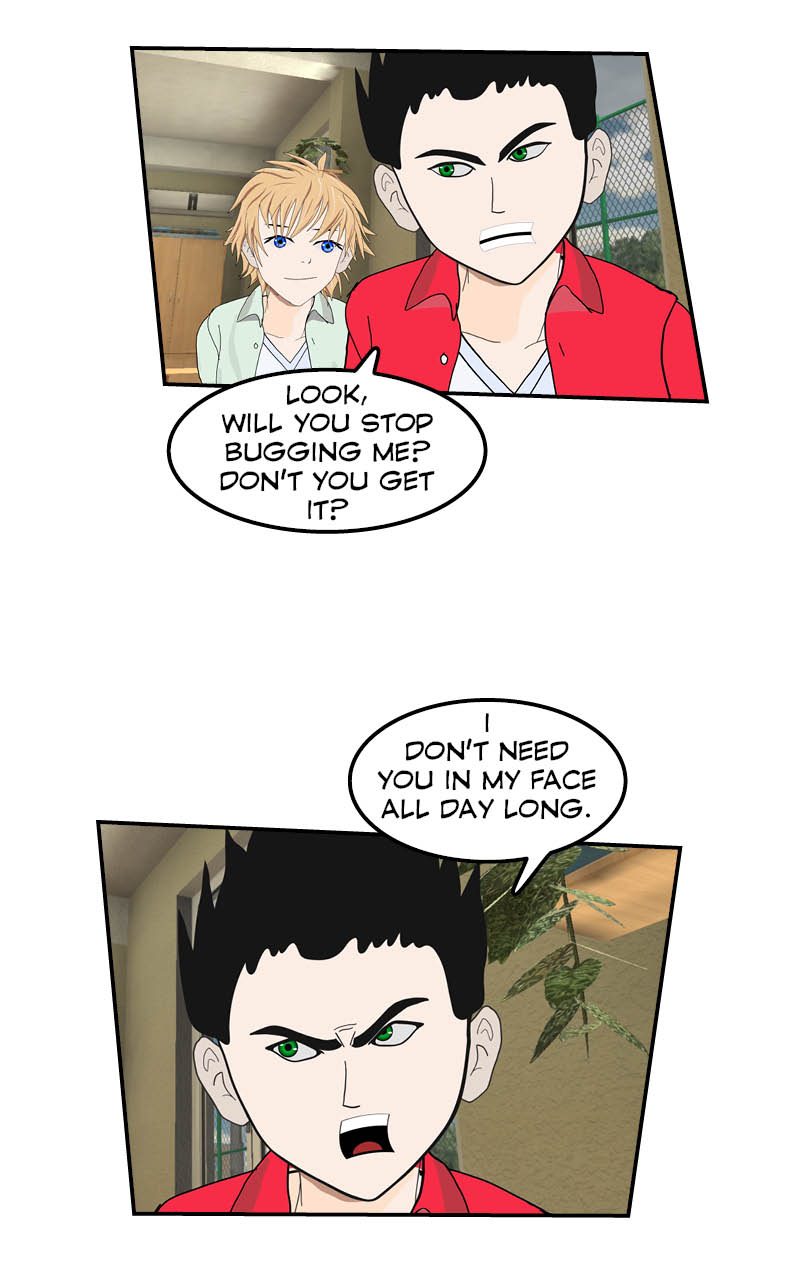 LOOK,
WILL YOU STOP
BUGGING ME?
DON'T YOU GET
IT?
I
DON'T NEED
YOU IN MY FACE
ALL DAY LONG.